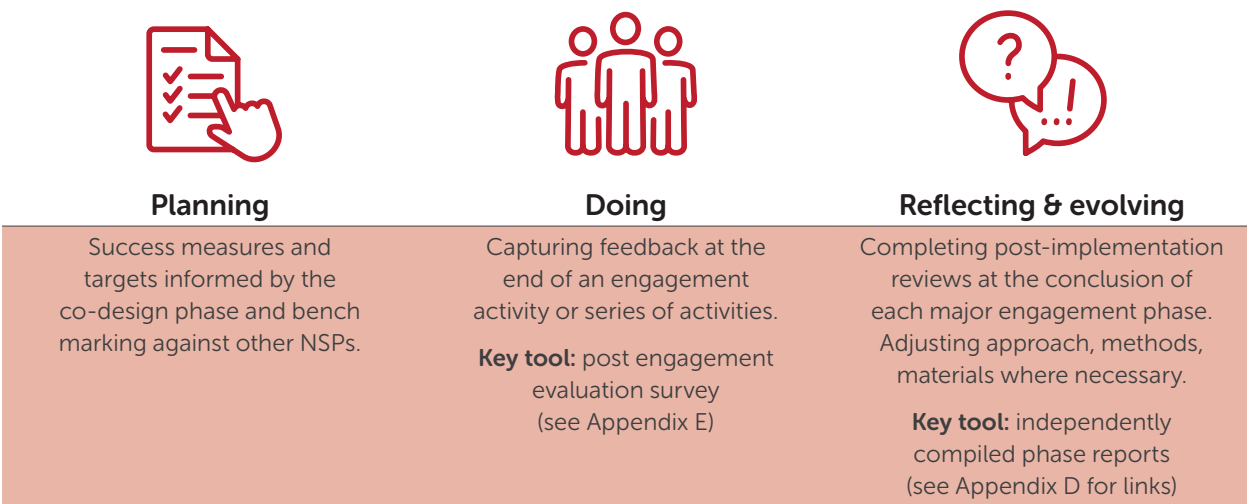 Planning
Success measures and
targets informed by the
co-design phase and bench
marking against other NSPs.
Doing
Capturing feedback at the
end of an engagement
activity or series of activities.
Key tool: post engagement
evaluation survey
(see Appendix E)
Reflecting & evolving
Completing post-implementation
reviews at the conclusion of
each major engagement phase.
Adjusting approach, methods,
materials where necessary.
Key tool: independently
compiled phase reports
(see Appendix D for links)